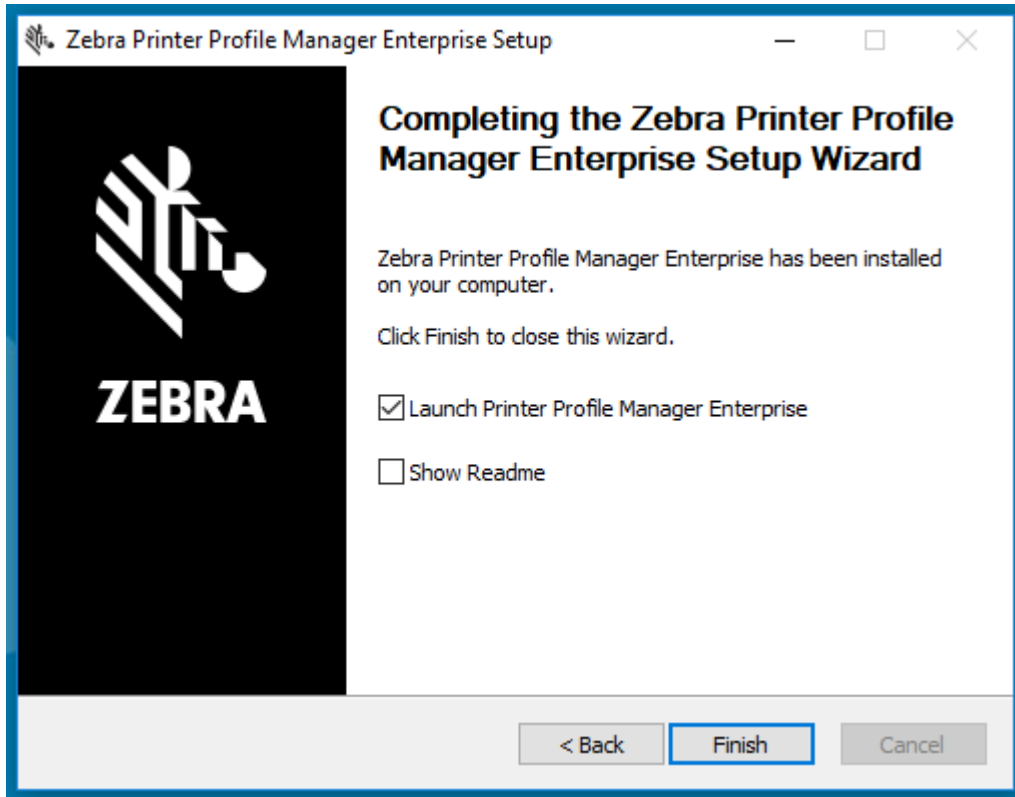 Zebra Printer Profile Manager Enterprise Setup
Completing the Zebra Printer Profile
Manager Enterprise Setup Wizard
Zebra Printer Profile Manager Enterprise has been installed
on your computer.
Click Finish to close this wizard.
ZEBRA
Launch Printer Profile Manager Enterprise
Show Readme
< Back
Finish
Cancel